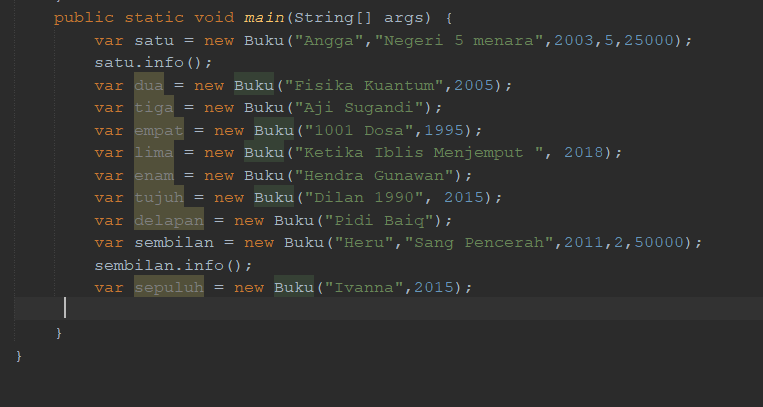 public static void main(String[] args) {
var satu = new Buku("Angga","Negeri 5 menara",2003,5,25000);
satu.info();
var dua = new Buku("Fisika Kuantum",2005);
var tiga = new Buku("Aji Sugandi");
var empat = new Buku("1001 Dosa",1995);
var lima = new Buku("Ketika Iblis Menjemput ", 2018);
var enam = new Buku("Hendra Gunawan");
var tujuh = new Buku("Dilan 1990", 2015);
var delapan = new Buku("Pidi Baiq");
var sembilan = new Buku("Heru","Sang Pencerah",2011,2,50000);
sembilan.info();
var sepuluh = new Buku("Ivanna",2015);
}
}